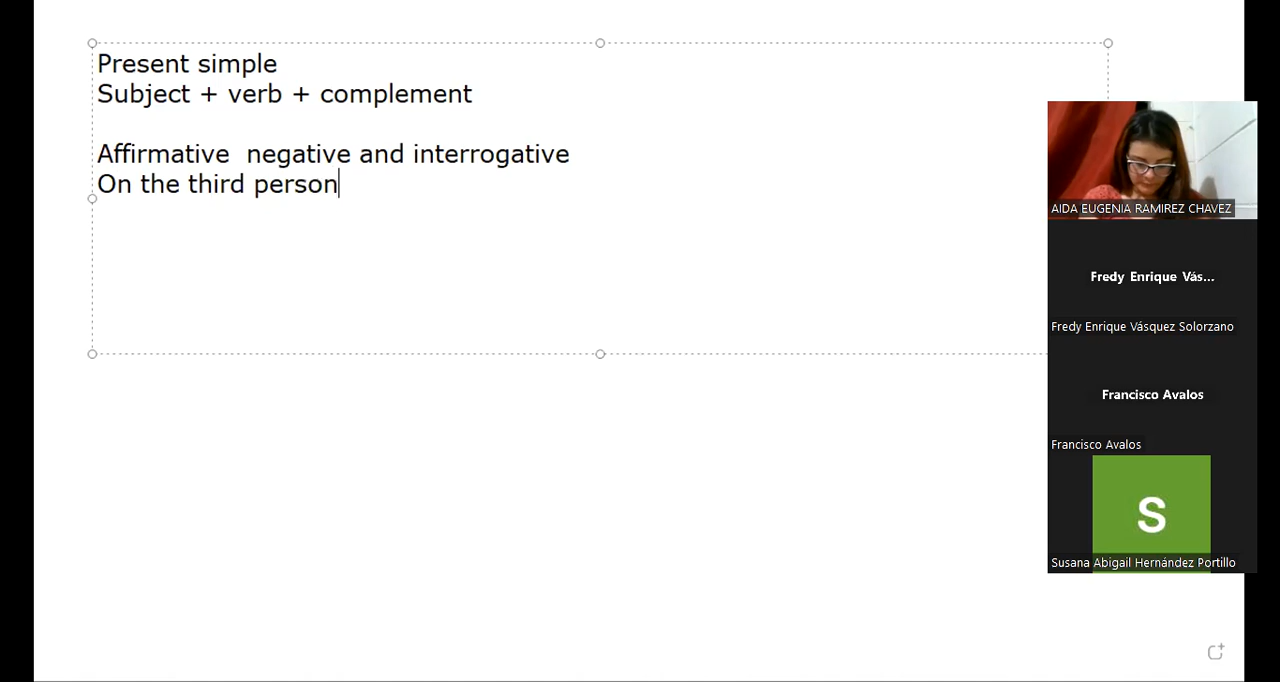 Present simple
Subject + verb + complement
Affirmative  negative and interrogative
On the third person
AIDA EUGENIA RAMIREZ CHAVEZ
Fredy Enrique Vás...
Fredy Enrique Vásquez Solorzano
Francisco Avalos
Francisco Avalos
S
Susana Abigail Hernández Portillo